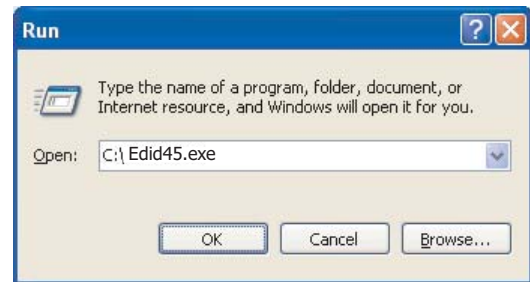 Run
Type the name of a program, folder, document, or
Internet resource, and Windows will open it for you.
Open: C:\ Edid45.exe
OK Cancel Browse...